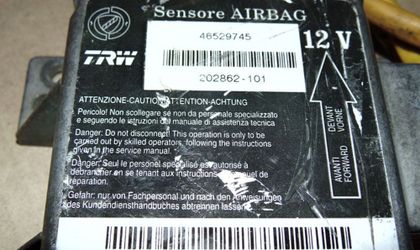 Sensore AIRBAG
46529745
12 V
TRW
202862-101
ATTENZIONE-CAUTION-ATTENTION-ACHTUNG
Pericolo! Non scollegare se non da personale specializzato
e seguendo le istruzioni del manuale di assistenza tecnica
Danger: Do not disconnect! This operation is only to be
carried out by skilled operators, following the instructions
given in the service manual.
Danger: Seul le personel spécialisé est autorisé à
débrancher en se tenant aux instructions du manuel de
réparation.
Gefahr: nur von Fachpersonal und nach den Anweisungen
des Kundendiensthandbuches abtrennen lassen
DEVANT
VORNE
AVANTI
FORWARD